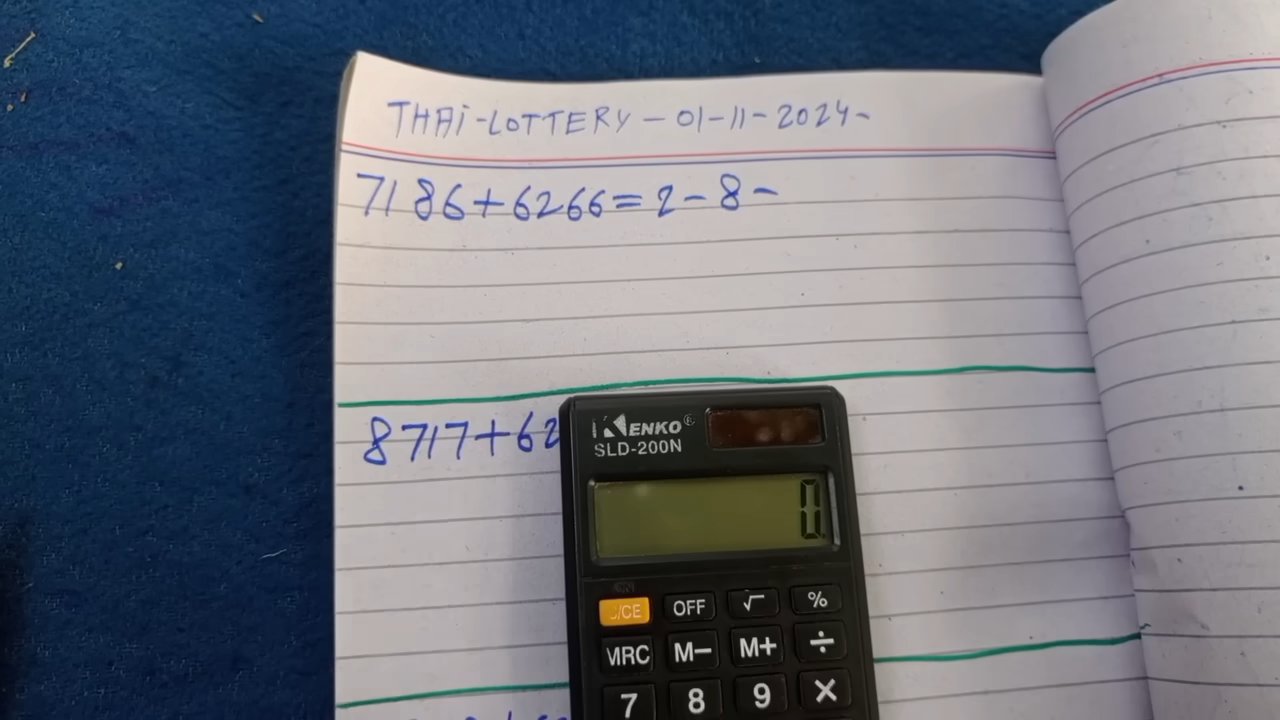 THAi-LOTTERY-01-11-2024-
7186+6266=2-8-
8717+62
KENKO®
SLD-200N
0
C/CE OFF √ %
MRC M− M+ ÷
7 8 9 ×